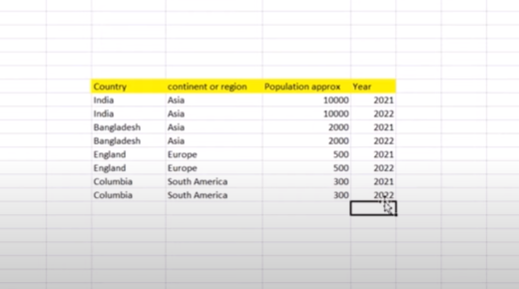 Country continent or region Population approx Year
India Asia 10000 2021
India Asia 10000 2022
Bangladesh Asia 2000 2021
Bangladesh Asia 2000 2022
England Europe 500 2021
England Europe 500 2022
Columbia South America 300 2021
Columbia South America 300 2022